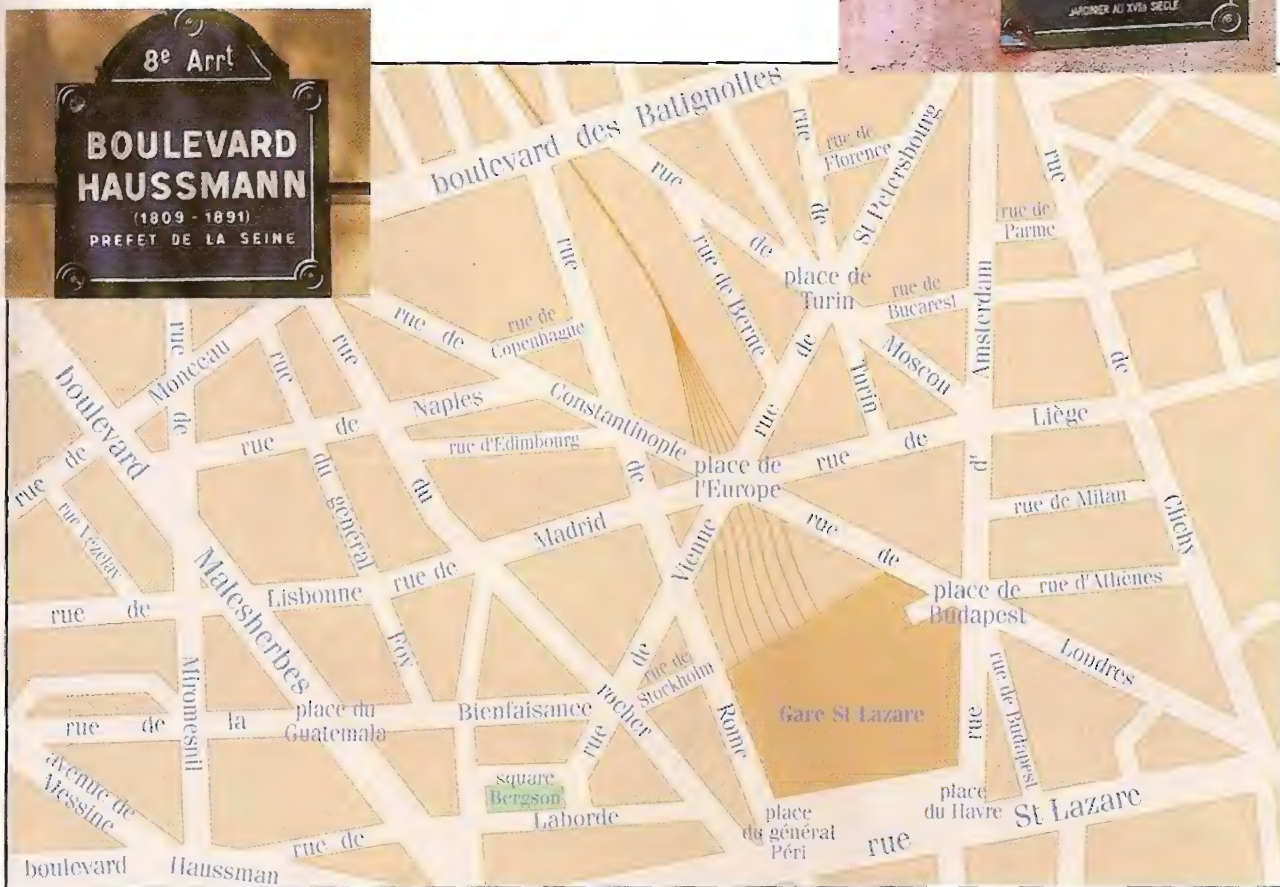 8e Arrt
BOULEVARD
HAUSSMANN
(1809 - 1891)
PREFET DE LA SEINE
JARDINIER AU XVIIe SIÈCLE
boulevard des Batignolles
rue de
Florence
rue de
St Petersbourg
rue de
rue de Clichy
rue de
Parme
place de
Turin
rue de
Bucarest
rue de Berne
rue d'Amsterdam
rue de
Copenhague
rue de Constantinople
rue de Rome
Moscou
Turin
rue de Liège
rue de Monceau
boulevard Malesherbes
rue de Miromesnil
rue de Naples
rue d'Edimbourg
rue du général Foy
rue du rocher
place de
l'Europe
rue de Vienne
rue de Madrid
rue de Milan
rue Vézelay
rue de Lisbonne
rue de Londres
place de
Budapest
rue d'Athènes
rue de
Stockholm
rue de Budapest
rue de la Bienfaisance
place du
Guatemala
Gare St Lazare
avenue de
Messine
square
Bergson
rue de Laborde
place
du général
Péri
place
du Havre
rue St Lazare
boulevard Haussman